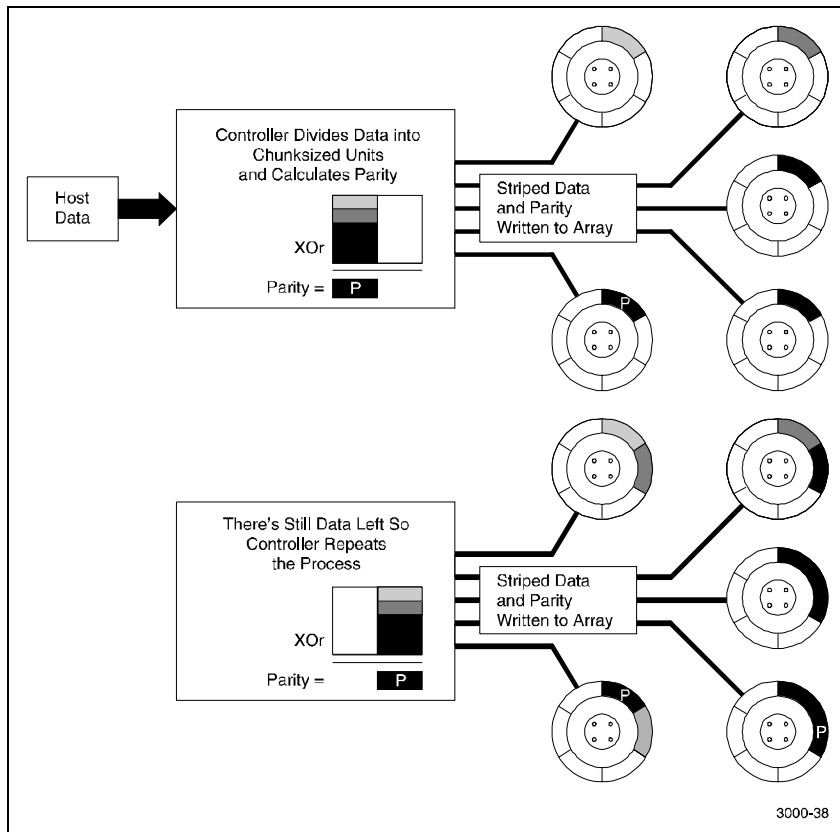 Host
Data
Controller Divides Data into
Chunksized Units
and Calculates Parity
XOr
Parity =
P
Striped Data
and Parity
Written to Array
P
There's Still Data Left So
Controller Repeats
the Process
XOr
Parity =
P
Striped Data
and Parity
Written to Array
P
P
3000-38